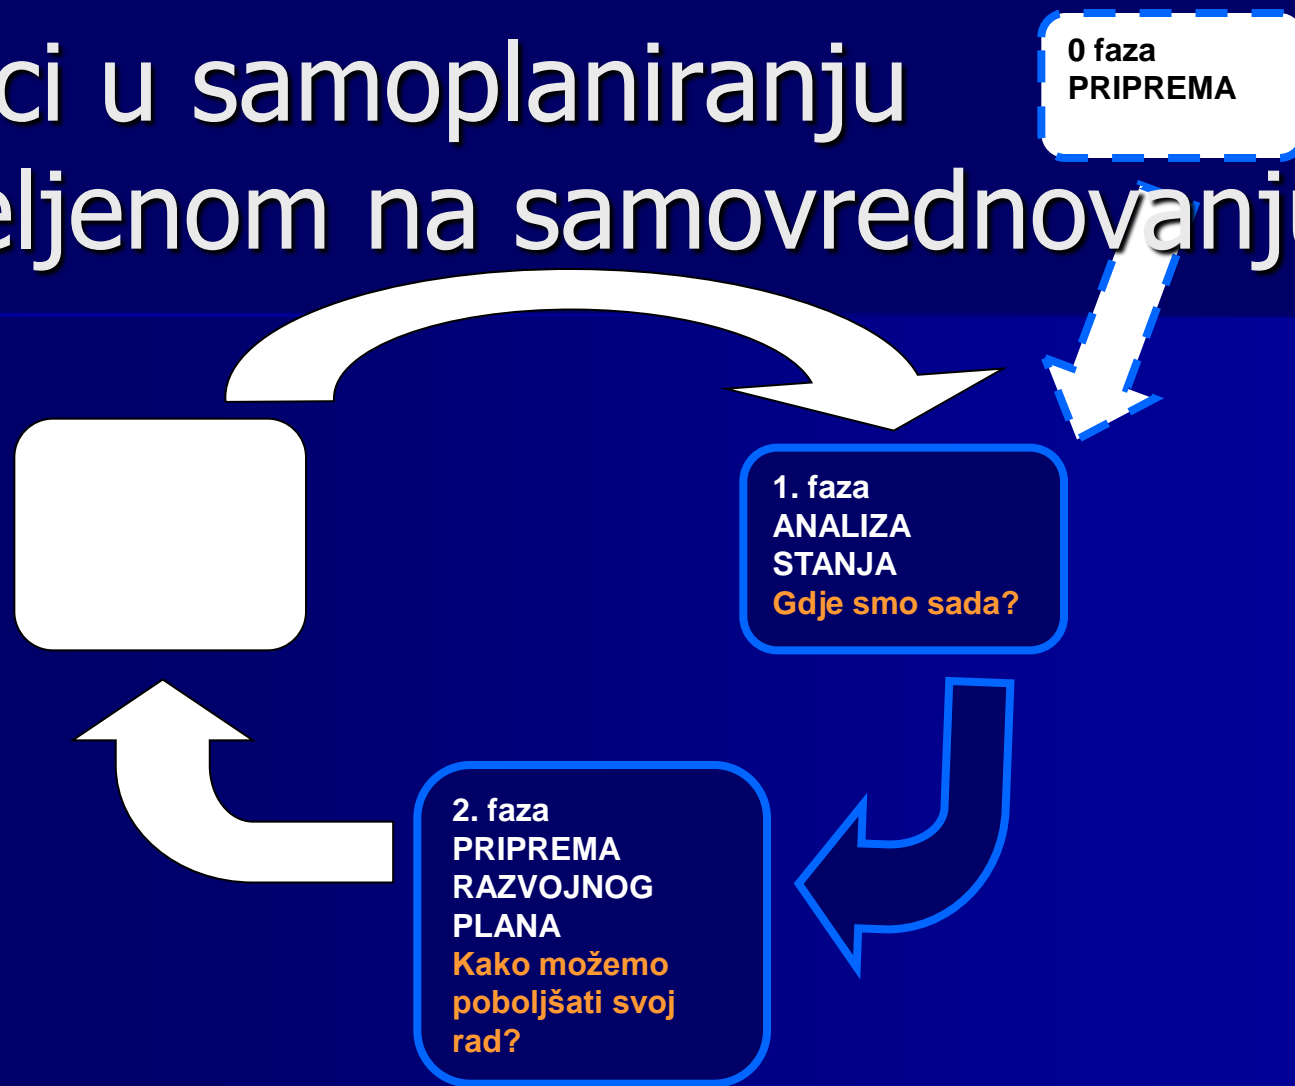 ci u samoplaniranju
eljenom na samovrednovanju
0 faza
PRIPREMA
1. faza
ANALIZA
STANJA
Gdje smo sada?
2. faza
PRIPREMA
RAZVOJNOG
PLANA
Kako možemo
poboljšati svoj
rad?